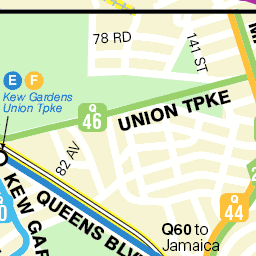 78 RD
141 ST
E F
Kew Gardens
Union Tpke
Q
46
UNION TPKE
82 AV
Q
44
QUEENS BLV
KEW GAR
Q60 to
Jamaica